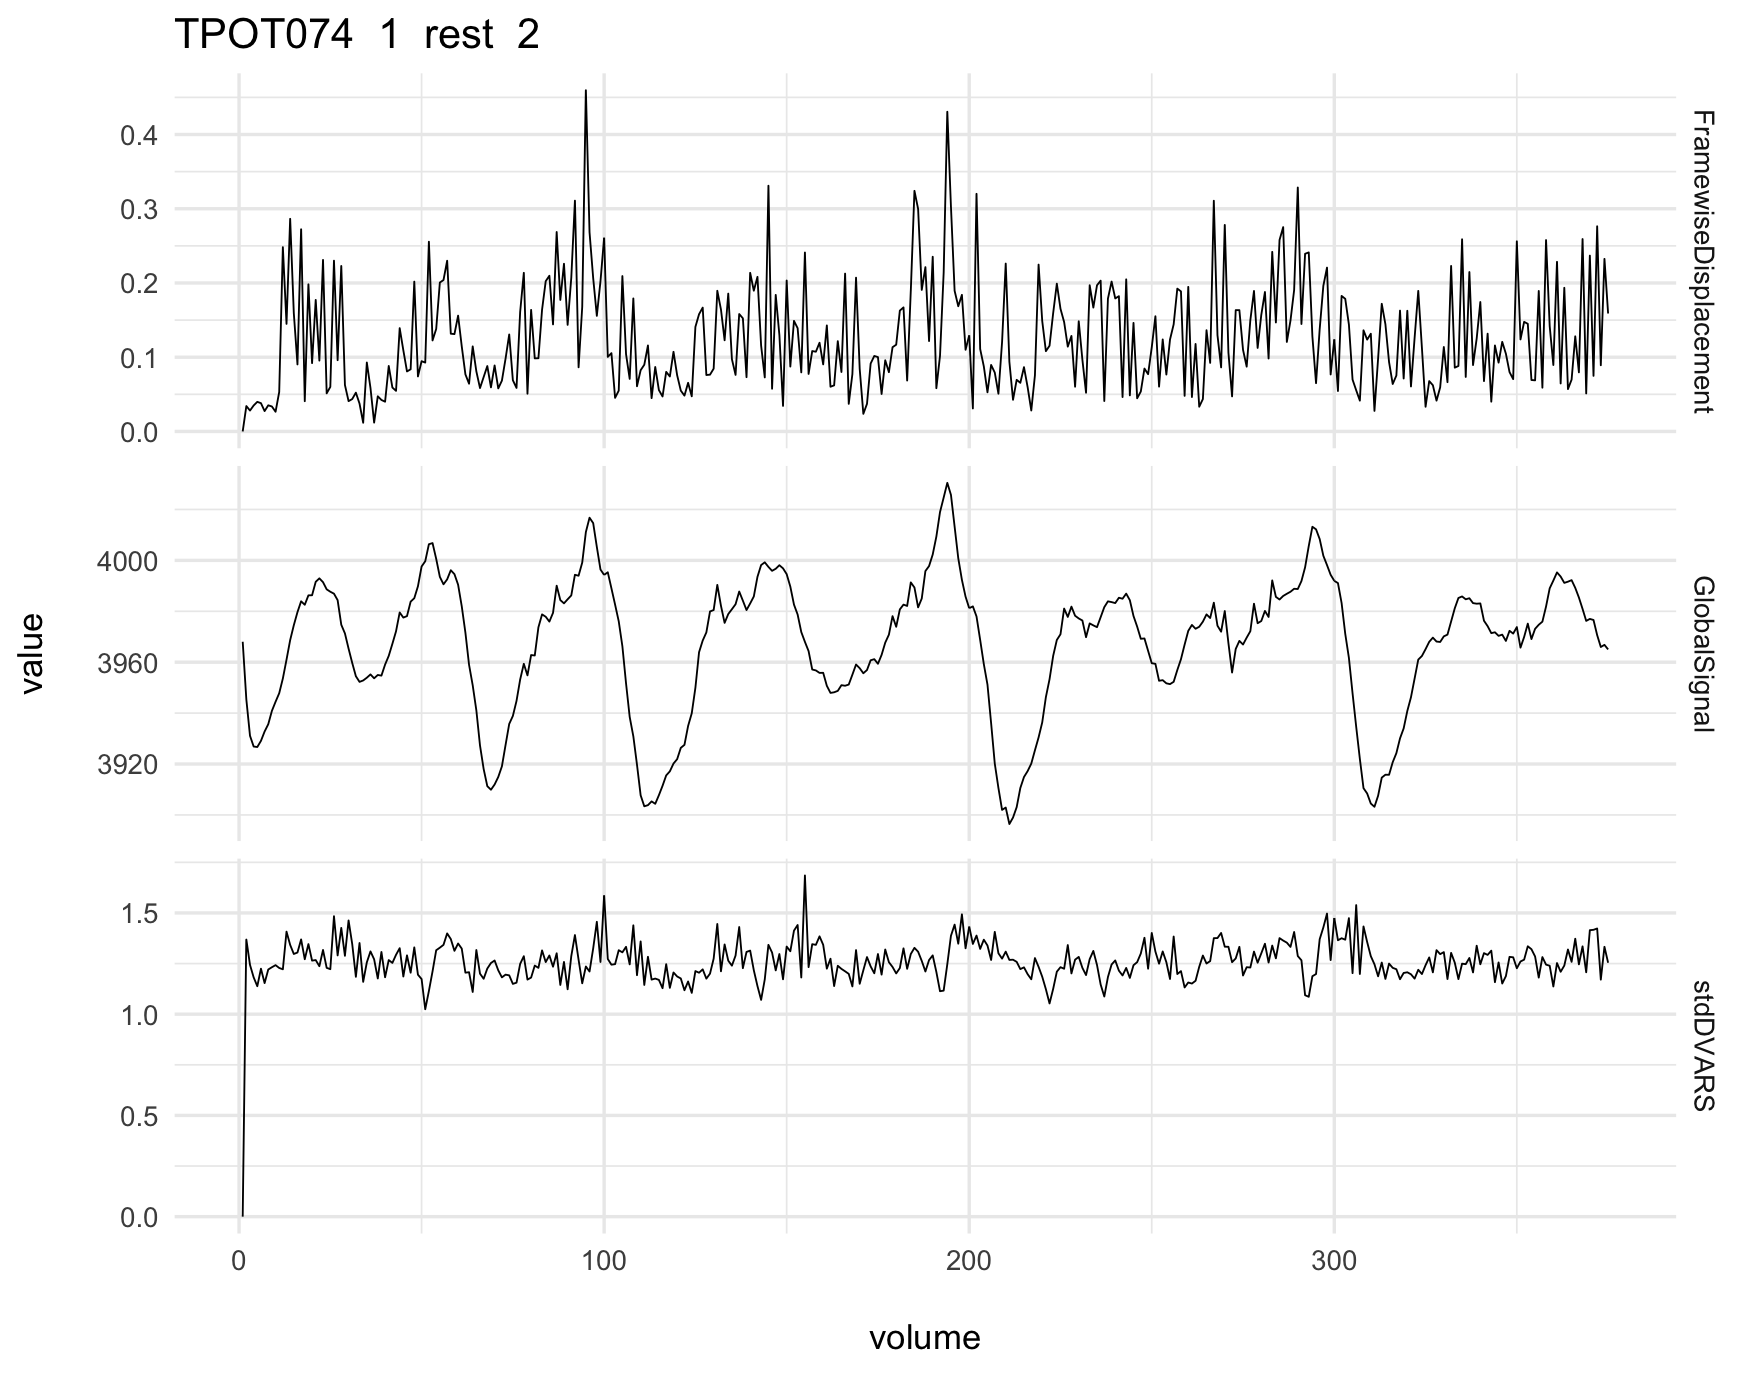 TPOT074 1 rest 2
0.4
0.3
0.2
0.1
0.0
FramewiseDisplacement
4000
3960
3920
GlobalSignal
value
1.5
1.0
0.5
0.0
stdDVARS
0 100 200 300
volume